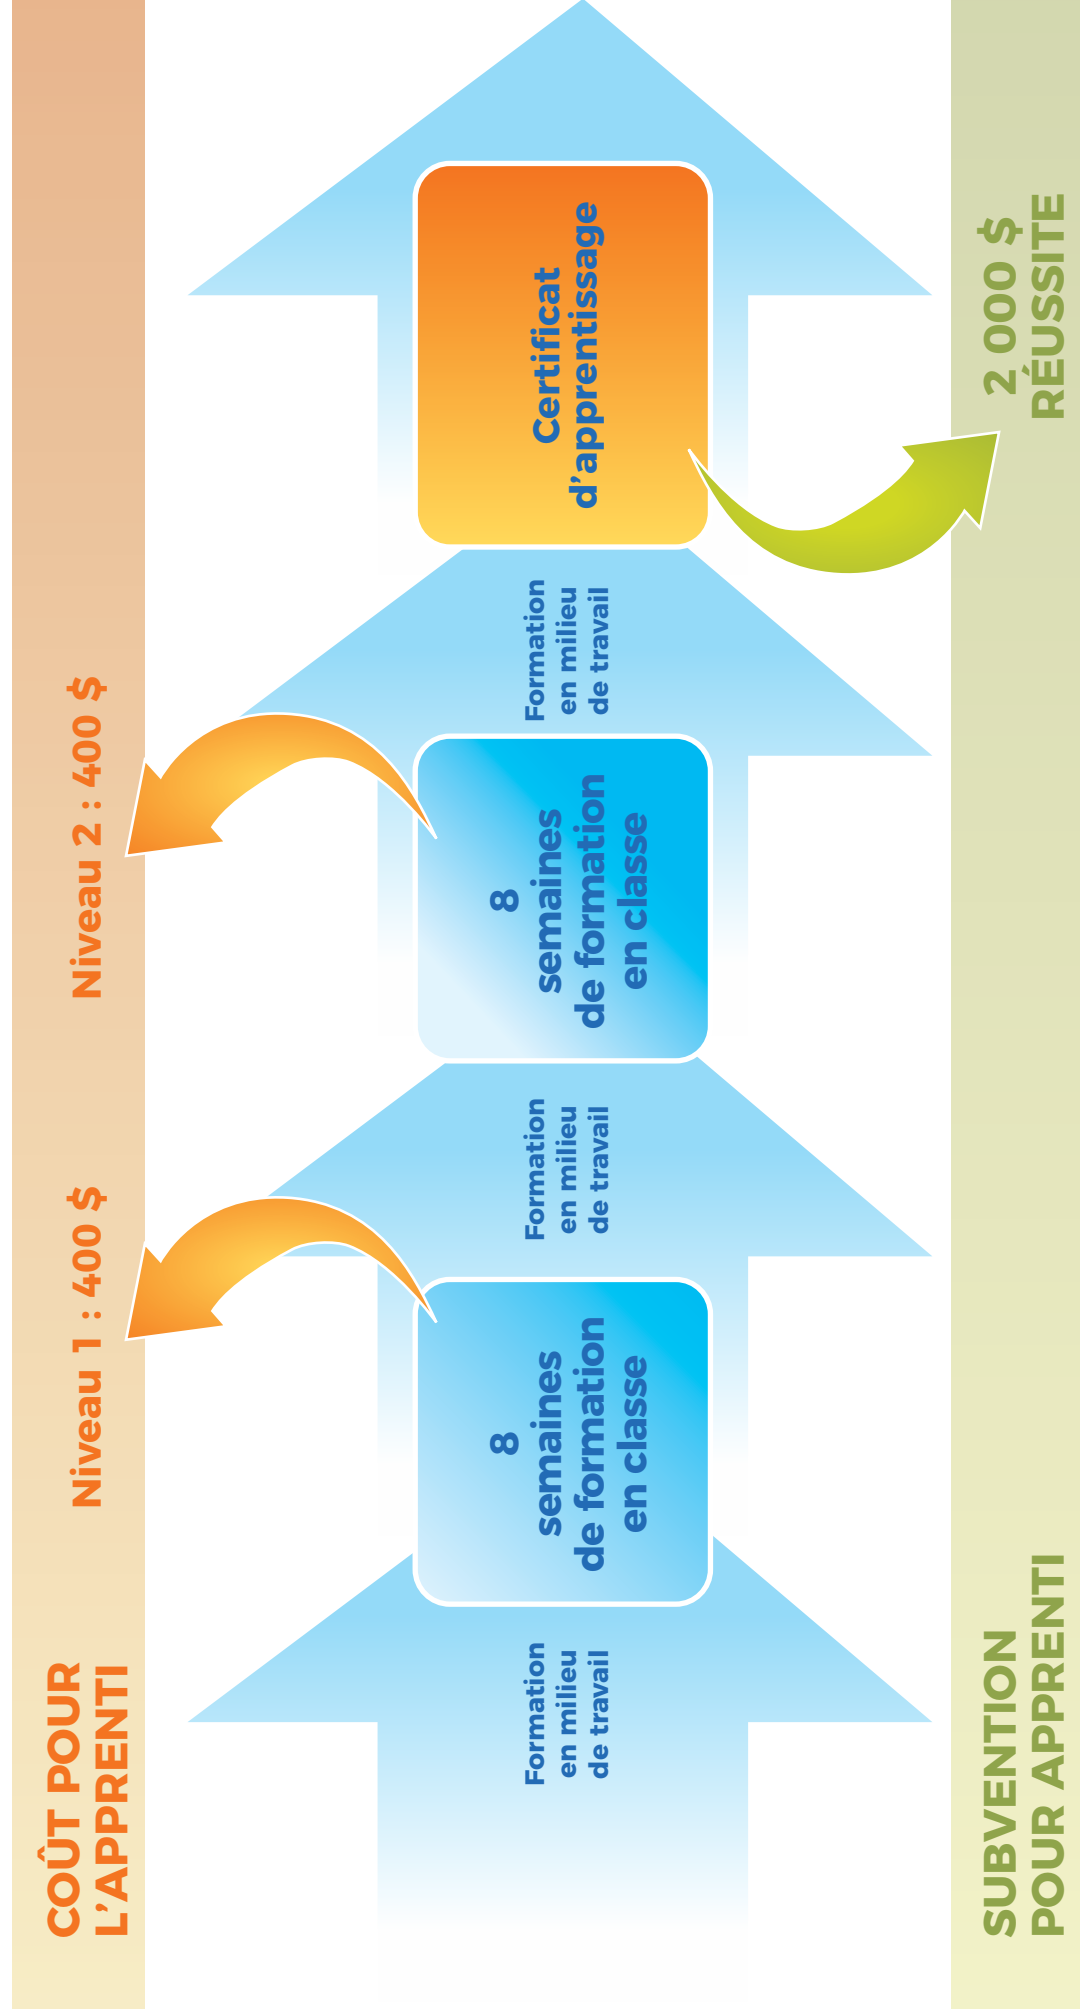 COÛT POUR
L'APPRENTI
Niveau 1 : 400 $
Niveau 2 : 400 $
Formation
en milieu
de travail
8
semaines
de formation
en classe
Formation
en milieu
de travail
8
semaines
de formation
en classe
Formation
en milieu
de travail
Certificat
d'apprentissage
SUBVENTION
POUR APPRENTI
2 000 $
RÉUSSITE